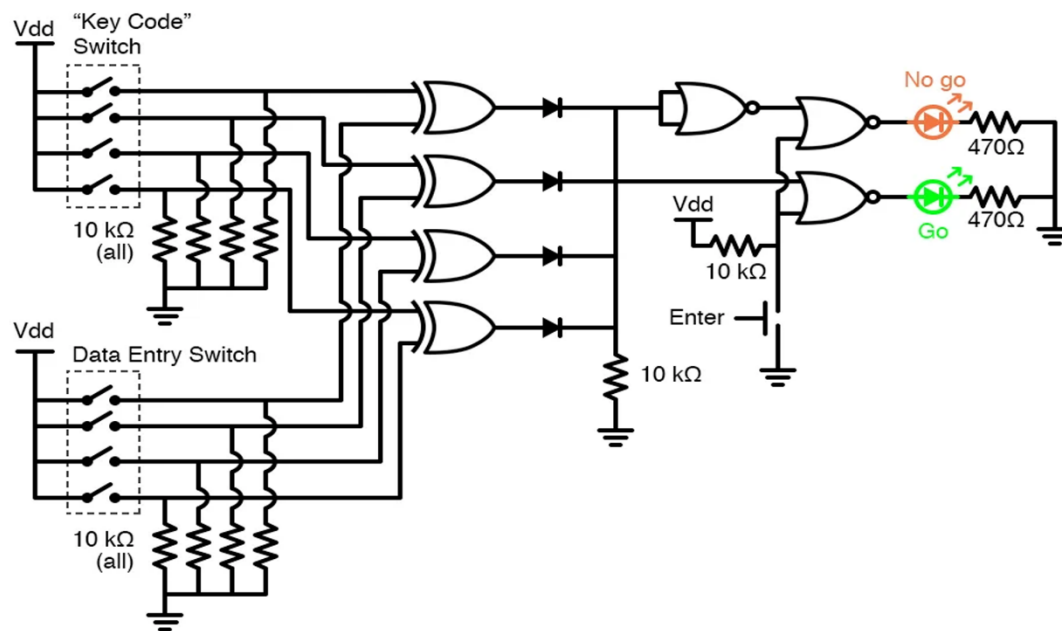 Vdd
“Key Code”
Switch
10 kΩ
(all)
Vdd
Data Entry Switch
10 kΩ
(all)
10 kΩ
Vdd
10 kΩ
Enter
No go
470Ω
Go
470Ω